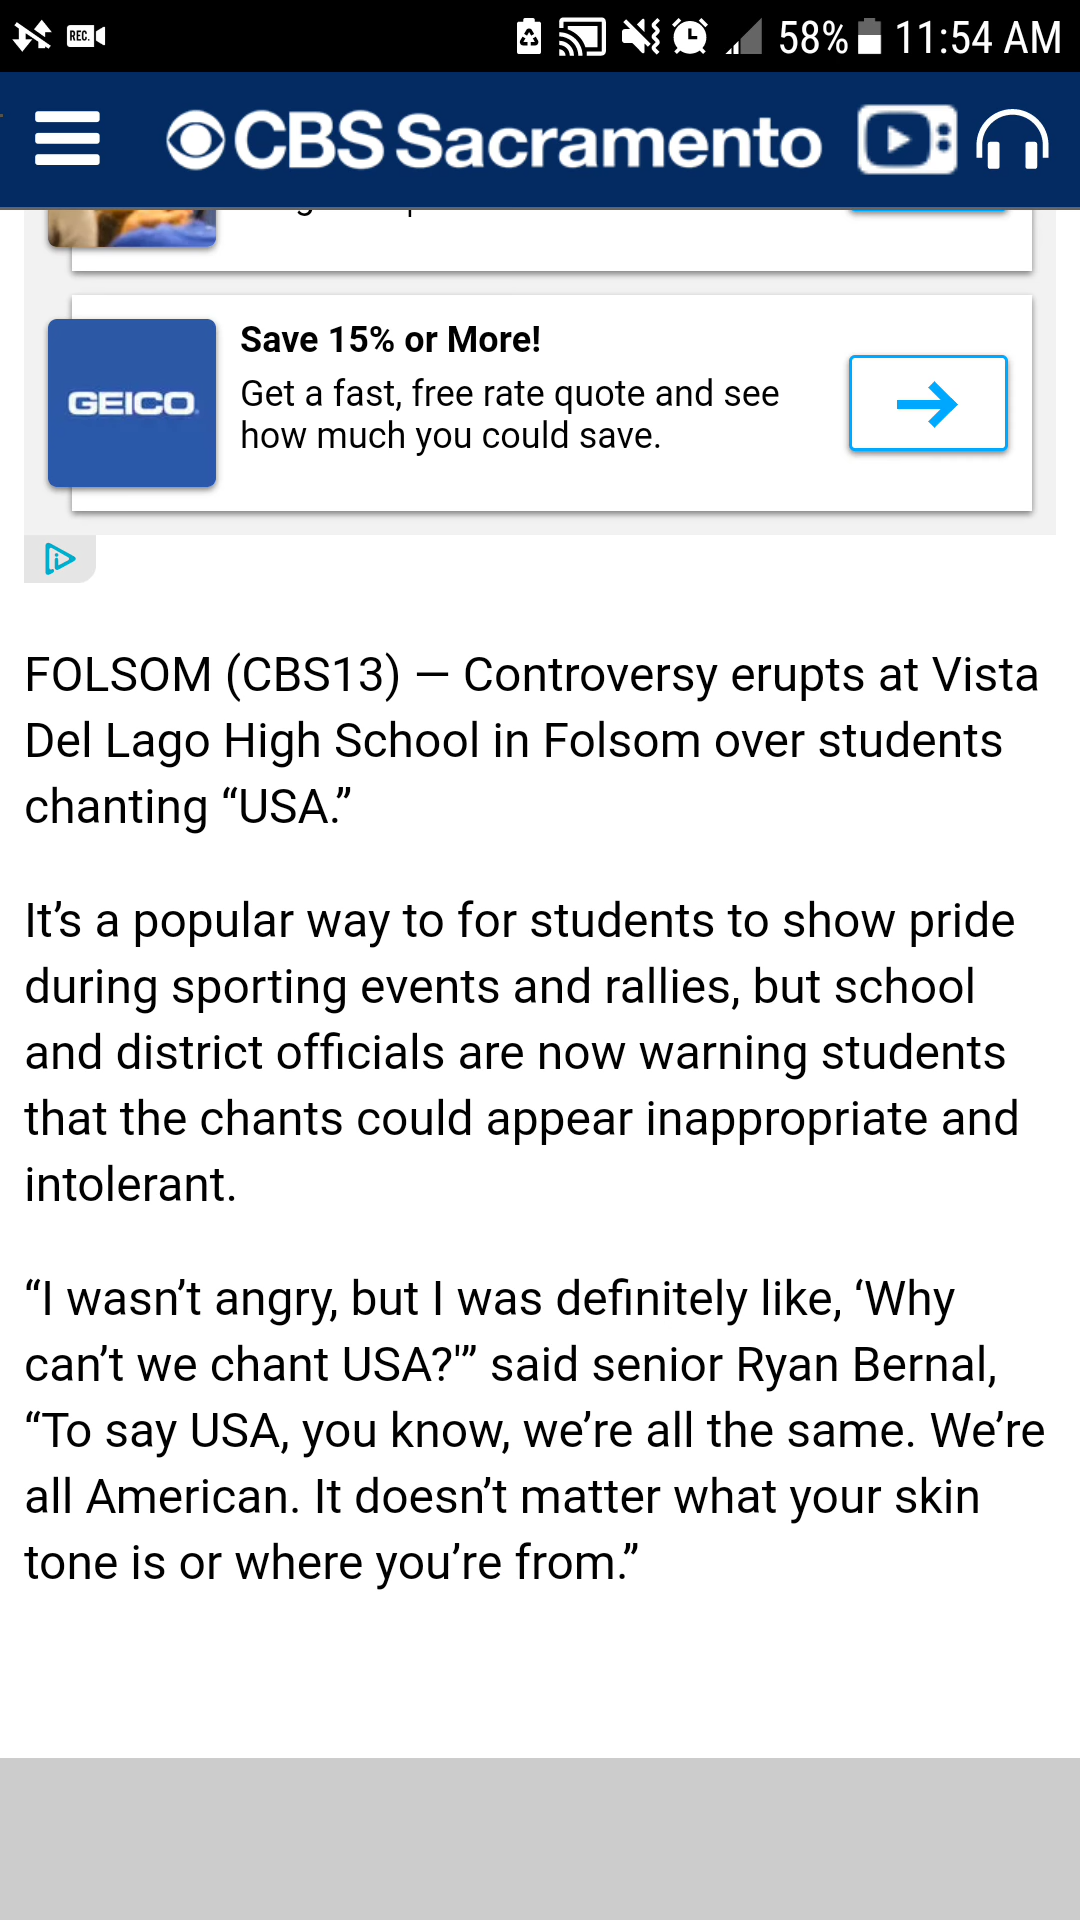 REC.
58% 11:54 AM
CBS Sacramento
Save 15% or More!
GEICO.
Get a fast, free rate quote and see
how much you could save.
FOLSOM (CBS13) — Controversy erupts at Vista
Del Lago High School in Folsom over students
chanting “USA.”
It’s a popular way to for students to show pride
during sporting events and rallies, but school
and district officials are now warning students
that the chants could appear inappropriate and
intolerant.
“I wasn’t angry, but I was definitely like, ‘Why
can’t we chant USA?'” said senior Ryan Bernal,
“To say USA, you know, we’re all the same. We’re
all American. It doesn’t matter what your skin
tone is or where you’re from.”